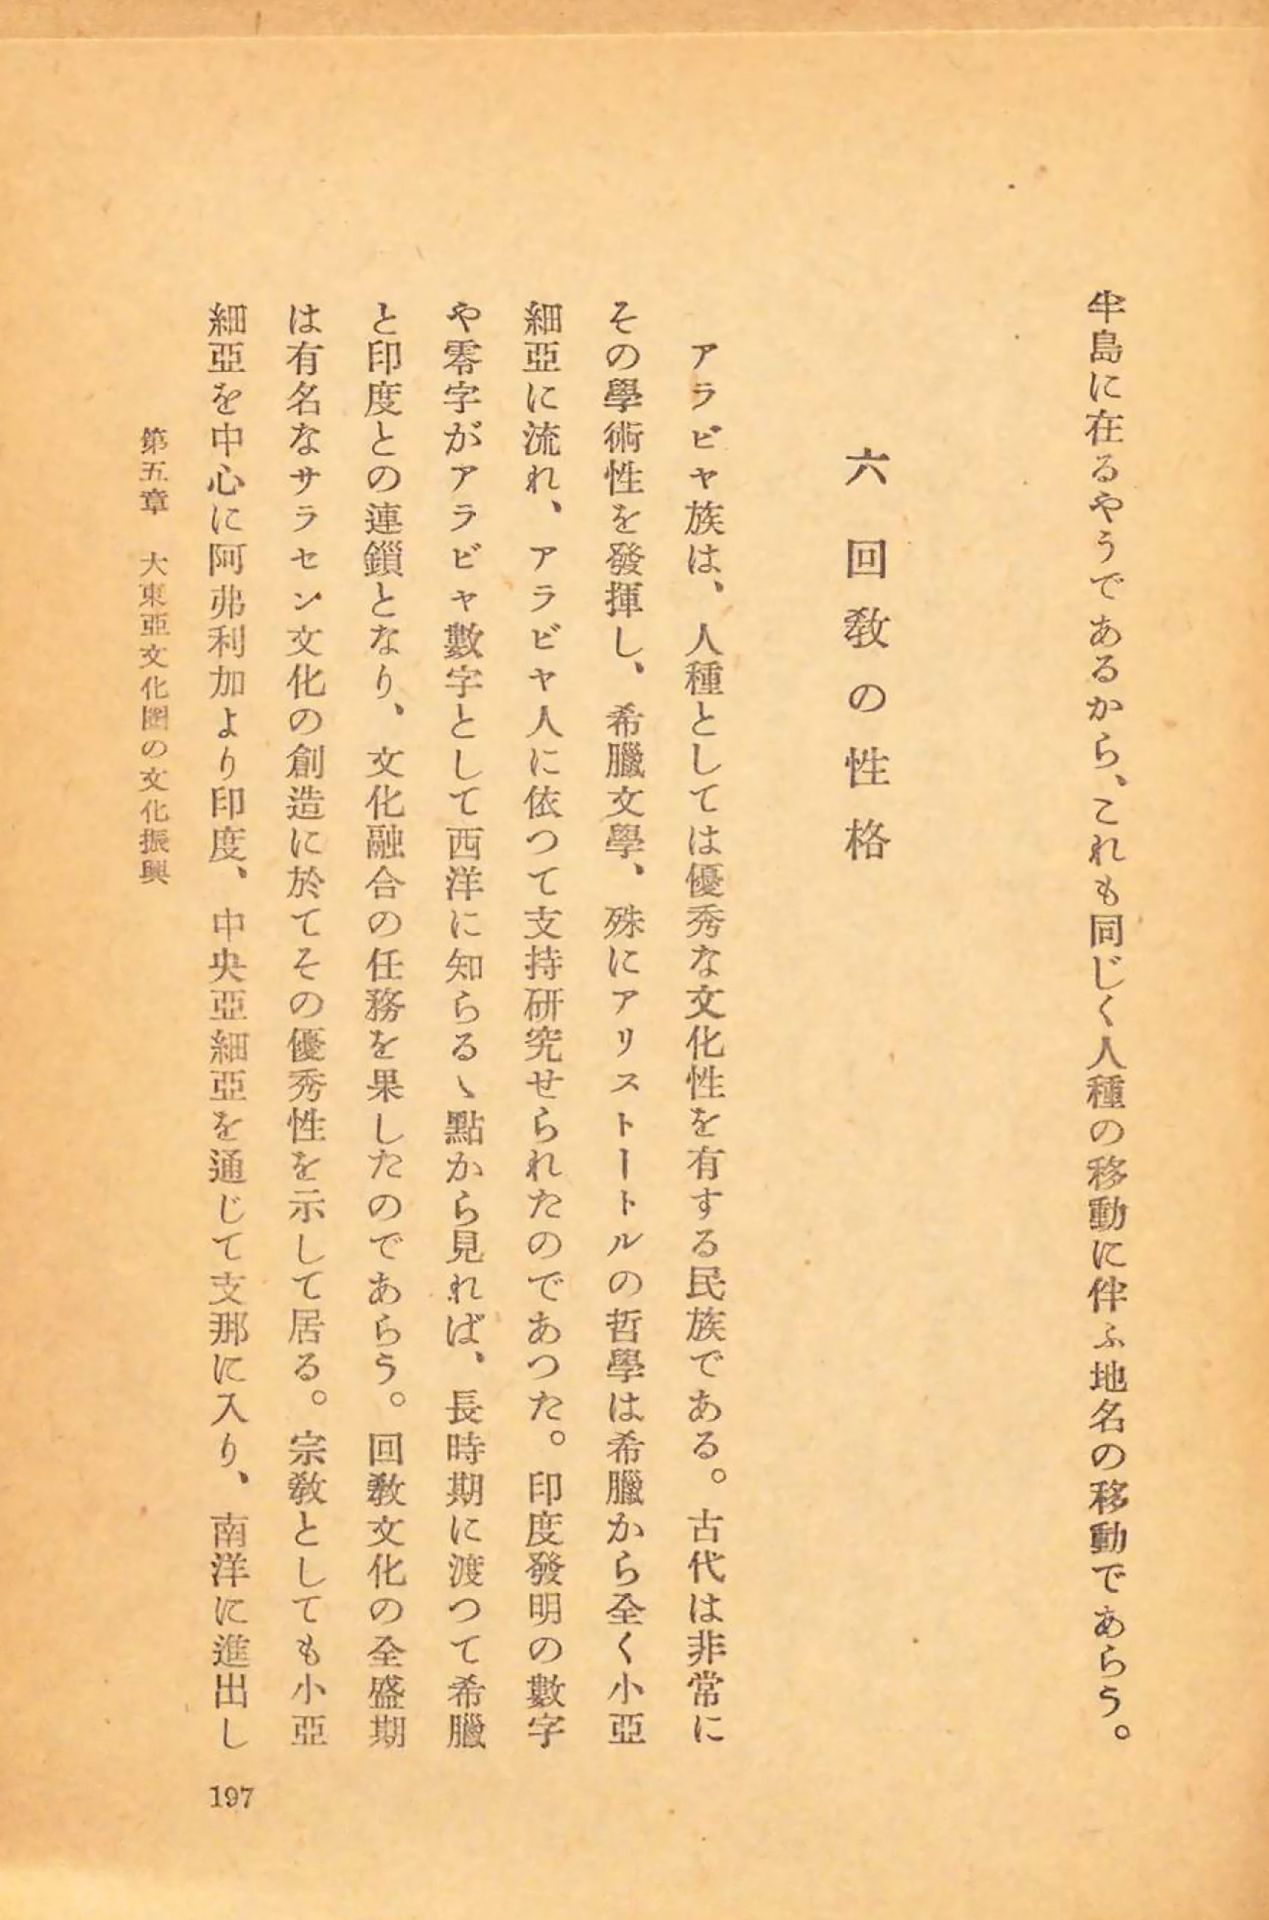 半島に在るやうであるから、これも同じく人種の移動に伴ふ地名の移動であらう。
六 回教の性格
アラビヤ族は、人種としては優秀な文化性を有する民族である。古代は非常に
その學術性を發揮し、希臘文學、殊にアリストートルの哲學は希臘から全く小亞
細亞に流れ、アラビヤ人に依つて支持研究せられたのであつた。印度發明の數字
や零字がアラビヤ數字として西洋に知らるゝ點から見れば、長時期に渡つて希臘
と印度との連鎖となり、文化融合の任務を果したのであらう。回教文化の全盛期
は有名なサラセン文化の創造に於てその優秀性を示して居る。宗教としても小亞
細亞を中心に阿弗利加より印度、中央亞細亞を通じて支那に入り、南洋に進出し
第五章 大東亞文化圏の文化振興
197